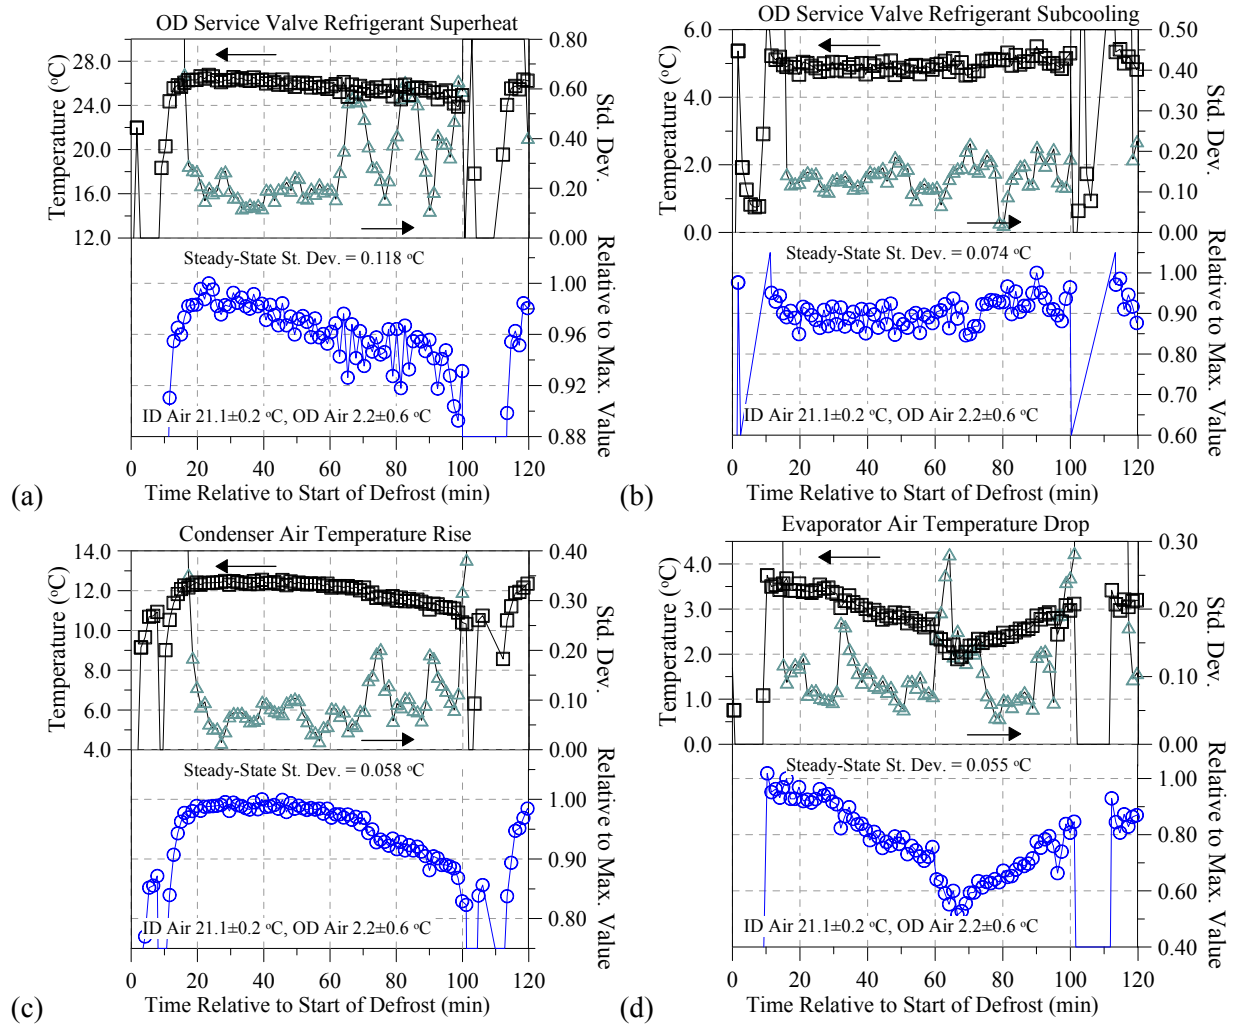 OD Service Valve Refrigerant Superheat
28.0
24.0
20.0
16.0
12.0
Temperature (°C)
0.80
0.60
0.40
0.20
0.00
Std. Dev.
Steady-State St. Dev. = 0.118 °C
1.00
0.96
0.92
0.88
Relative to Max. Value
ID Air 21.1±0.2 °C, OD Air 2.2±0.6 °C
0 20 40 60 80 100 120
Time Relative to Start of Defrost (min)
(a)
OD Service Valve Refrigerant Subcooling
6.0
4.0
2.0
0.0
Temperature (°C)
0.50
0.40
0.30
0.20
0.10
0.00
Std. Dev.
Steady-State St. Dev. = 0.074 °C
1.00
0.90
0.80
0.70
0.60
Relative to Max. Value
ID Air 21.1±0.2 °C, OD Air 2.2±0.6 °C
0 20 40 60 80 100 120
Time Relative to Start of Defrost (min)
(b)
Condenser Air Temperature Rise
14.0
12.0
10.0
8.0
6.0
4.0
Temperature (°C)
0.40
0.30
0.20
0.10
0.00
Std. Dev.
Steady-State St. Dev. = 0.058 °C
1.00
0.90
0.80
Relative to Max. Value
ID Air 21.1±0.2 °C, OD Air 2.2±0.6 °C
0 20 40 60 80 100 120
Time Relative to Start of Defrost (min)
(c)
Evaporator Air Temperature Drop
4.0
3.0
2.0
1.0
0.0
Temperature (°C)
0.30
0.20
0.10
0.00
Std. Dev.
Steady-State St. Dev. = 0.055 °C
1.00
0.80
0.60
0.40
Relative to Max. Value
ID Air 21.1±0.2 °C, OD Air 2.2±0.6 °C
0 20 40 60 80 100 120
Time Relative to Start of Defrost (min)
(d)